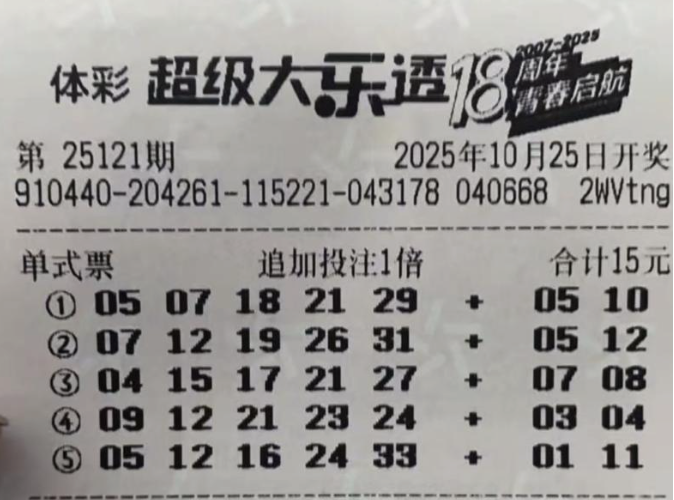 体彩 超级大乐透 18 周年 2007-2025 青春启航
第 25121期 2025年10月25日开奖
910440-204261-115221-043178 040668 2WVtng
单式票 追加投注1倍 合计15元
① 05 07 18 21 29 + 05 10
② 07 12 19 26 31 + 05 12
③ 04 15 17 21 27 + 07 08
④ 09 12 21 23 24 + 03 04
⑤ 05 12 16 24 33 + 01 11